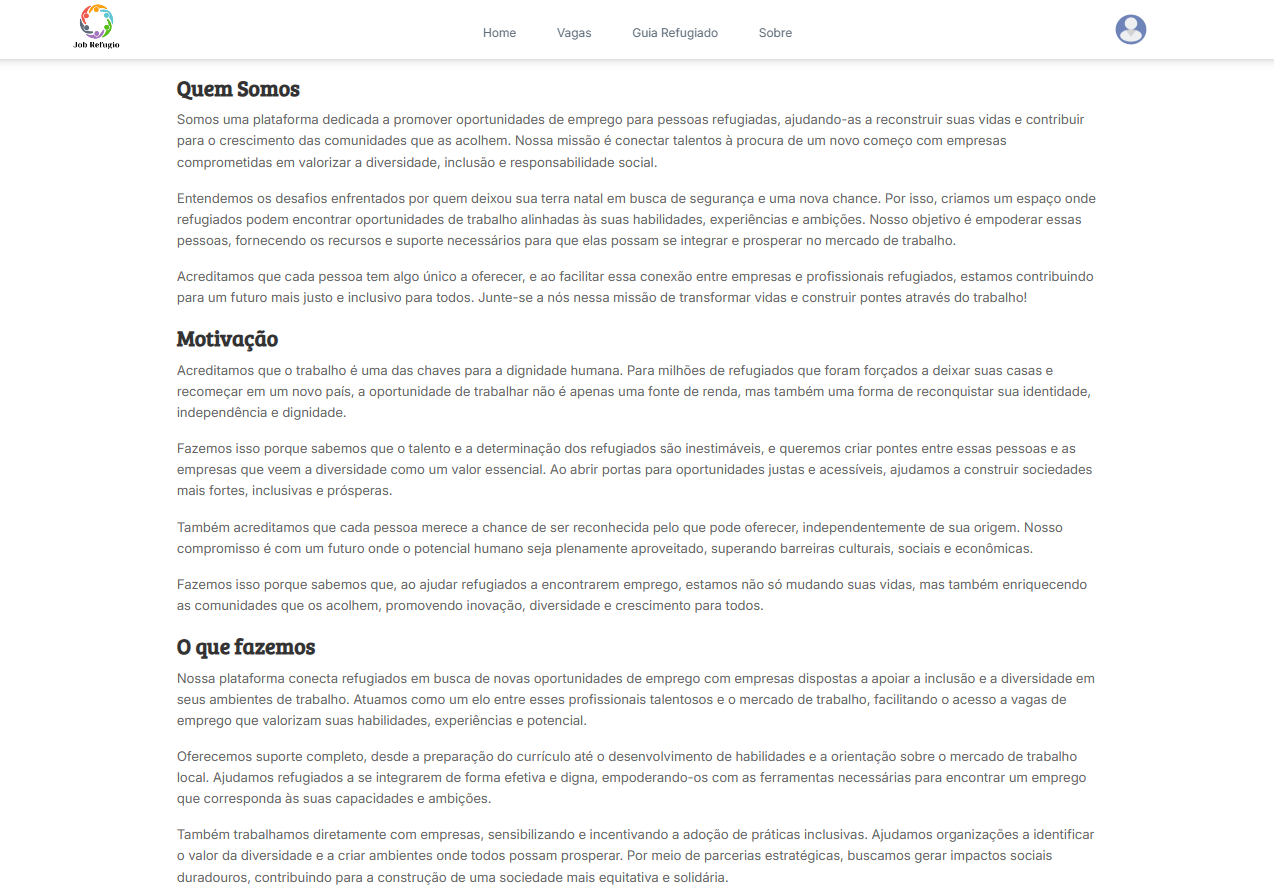 Job Refugio
Home
Vagas
Guia Refugiado
Sobre
Quem Somos
Somos uma plataforma dedicada a promover oportunidades de emprego para pessoas refugiadas, ajudando-as a reconstruir suas vidas e contribuir
para o crescimento das comunidades que as acolhem. Nossa missão é conectar talentos à procura de um novo começo com empresas
comprometidas em valorizar a diversidade, inclusão e responsabilidade social.
Entendemos os desafios enfrentados por quem deixou sua terra natal em busca de segurança e uma nova chance. Por isso, criamos um espaço onde
refugiados podem encontrar oportunidades de trabalho alinhadas às suas habilidades, experiências e ambições. Nosso objetivo é empoderar essas
pessoas, fornecendo os recursos e suporte necessários para que elas possam se integrar e prosperar no mercado de trabalho.
Acreditamos que cada pessoa tem algo único a oferecer, e ao facilitar essa conexão entre empresas e profissionais refugiados, estamos contribuindo
para um futuro mais justo e inclusivo para todos. Junte-se a nós nessa missão de transformar vidas e construir pontes através do trabalho!
Motivação
Acreditamos que o trabalho é uma das chaves para a dignidade humana. Para milhões de refugiados que foram forçados a deixar suas casas e
recomeçar em um novo país, a oportunidade de trabalhar não é apenas uma fonte de renda, mas também uma forma de reconquistar sua identidade,
independência e dignidade.
Fazemos isso porque sabemos que o talento e a determinação dos refugiados são inestimáveis, e queremos criar pontes entre essas pessoas e as
empresas que veem a diversidade como um valor essencial. Ao abrir portas para oportunidades justas e acessíveis, ajudamos a construir sociedades
mais fortes, inclusivas e prósperas.
Também acreditamos que cada pessoa merece a chance de ser reconhecida pelo que pode oferecer, independentemente de sua origem. Nosso
compromisso é com um futuro onde o potencial humano seja plenamente aproveitado, superando barreiras culturais, sociais e econômicas.
Fazemos isso porque sabemos que, ao ajudar refugiados a encontrarem emprego, estamos não só mudando suas vidas, mas também enriquecendo
as comunidades que os acolhem, promovendo inovação, diversidade e crescimento para todos.
O que fazemos
Nossa plataforma conecta refugiados em busca de novas oportunidades de emprego com empresas dispostas a apoiar a inclusão e a diversidade em
seus ambientes de trabalho. Atuamos como um elo entre esses profissionais talentosos e o mercado de trabalho, facilitando o acesso a vagas de
emprego que valorizam suas habilidades, experiências e potencial.
Oferecemos suporte completo, desde a preparação do currículo até o desenvolvimento de habilidades e a orientação sobre o mercado de trabalho
local. Ajudamos refugiados a se integrarem de forma efetiva e digna, empoderando-os com as ferramentas necessárias para encontrar um emprego
que corresponda às suas capacidades e ambições.
Também trabalhamos diretamente com empresas, sensibilizando e incentivando a adoção de práticas inclusivas. Ajudamos organizações a identificar
o valor da diversidade e a criar ambientes onde todos possam prosperar. Por meio de parcerias estratégicas, buscamos gerar impactos sociais
duradouros, contribuindo para a construção de uma sociedade mais equitativa e solidária.